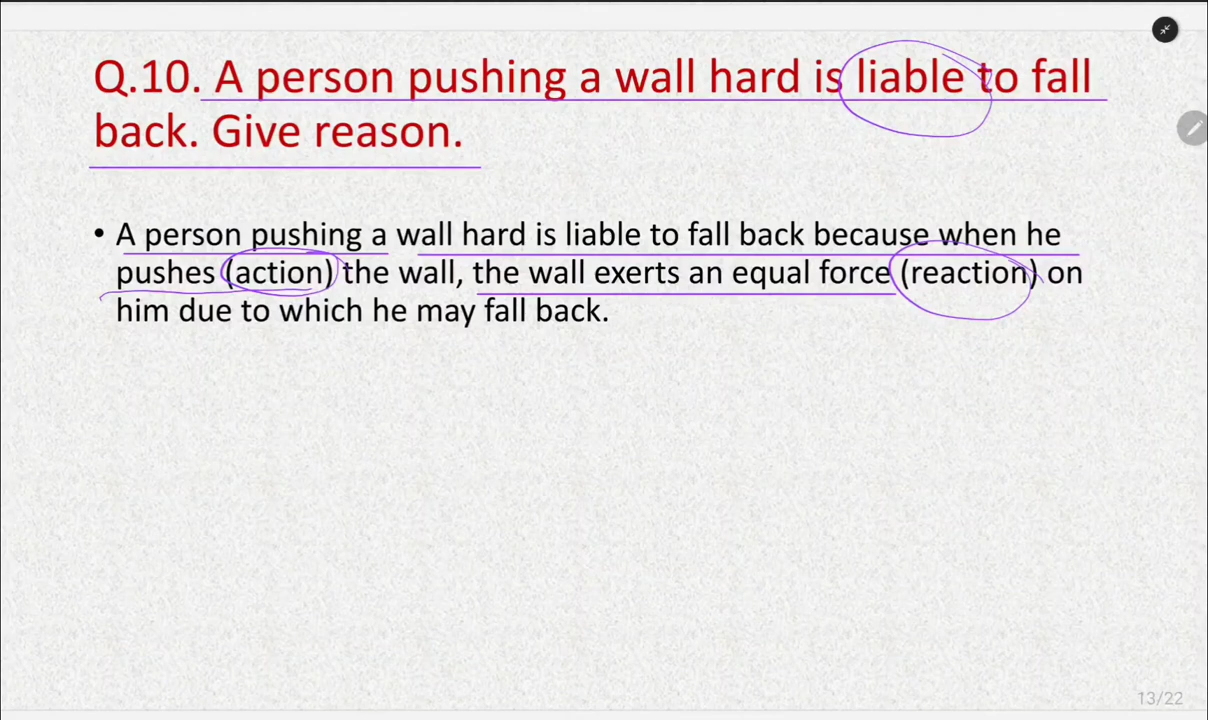 Q.10. A person pushing a wall hard is liable to fall
back. Give reason.
• A person pushing a wall hard is liable to fall back because when he
pushes (action) the wall, the wall exerts an equal force (reaction) on
him due to which he may fall back.
13/22